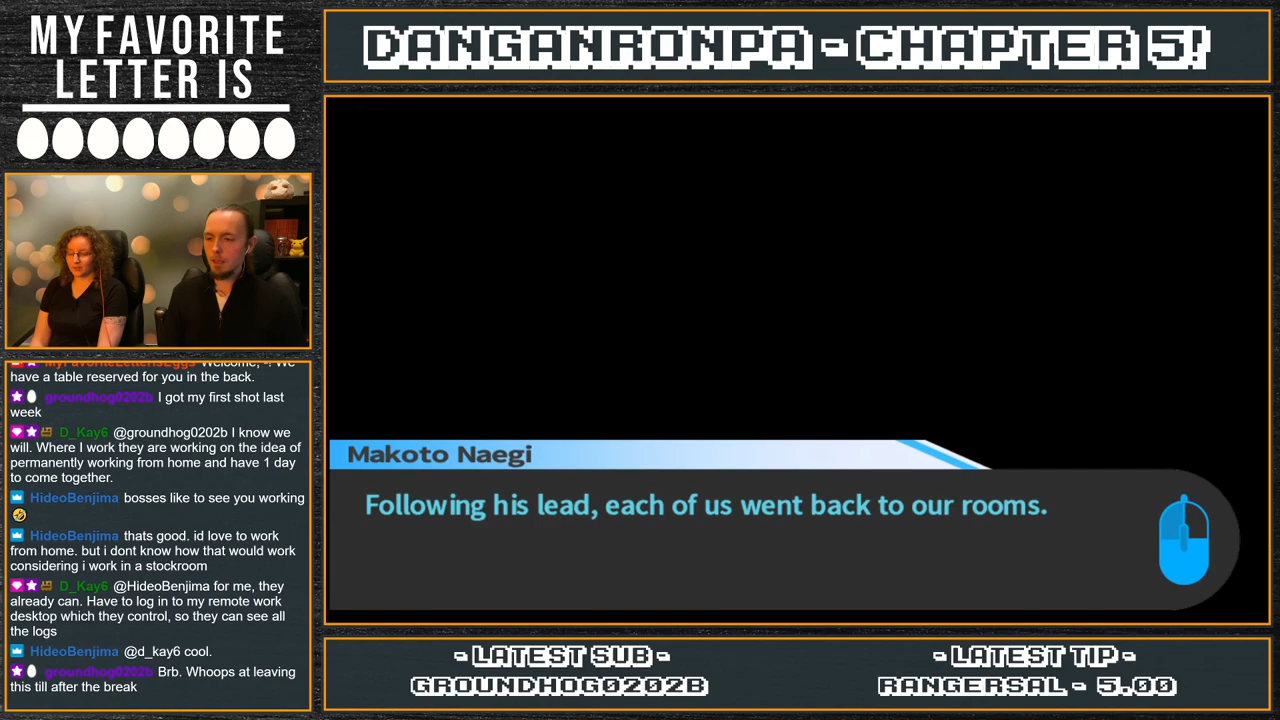 MY FAVORITE
LETTER IS
DANGANRONPA - CHAPTER 5!
MyFavoriteLetterIsEggs Welcome, -! We
have a table reserved for you in the back.
groundhog0202b I got my first shot last
week
D_Kay6 @groundhog0202b I know we
will. Where I work they are working on the idea of
permanently working from home and have 1 day
to come together.
HideoBenjima bosses like to see you working
🤣
HideoBenjima thats good. id love to work
from home. but i dont know how that would work
considering i work in a stockroom
D_Kay6 @HideoBenjima for me, they
already can. Have to log in to my remote work
desktop which they control, so they can see all
the logs
HideoBenjima @d_kay6 cool.
groundhog0202b Brb. Whoops at leaving
this till after the break
Makoto Naegi
Following his lead, each of us went back to our rooms.
- LATEST SUB -
GROUNDHOG0202B
- LATEST TIP -
RANGERSAL - 5.00